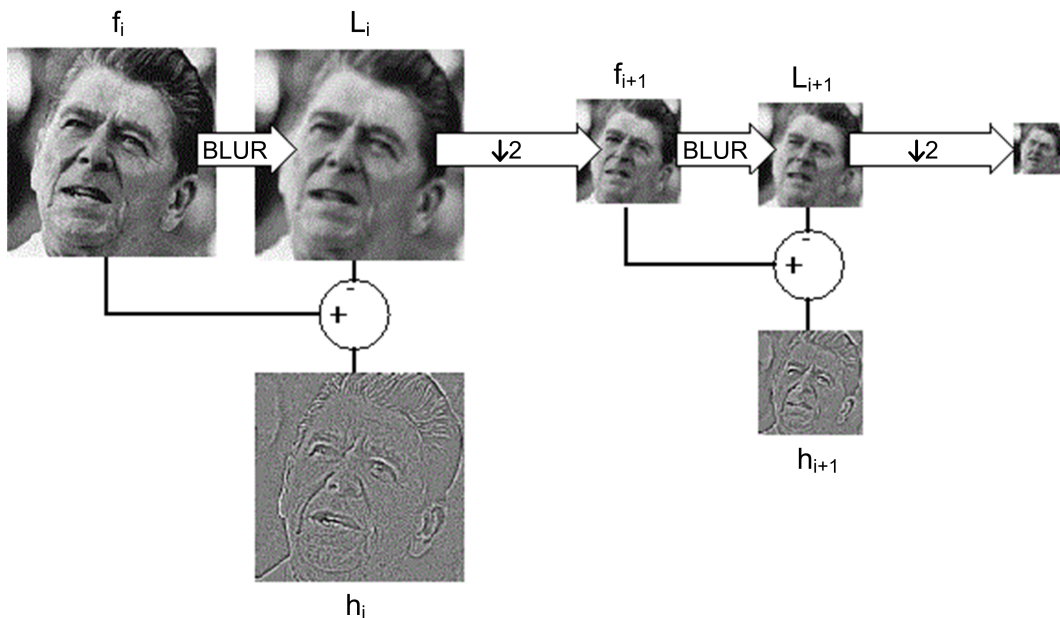 fᵢ
Lᵢ
fᵢ₊₁
Lᵢ₊₁
BLUR
↓2
BLUR
↓2
-
+
-
+
hᵢ₊₁
hᵢ